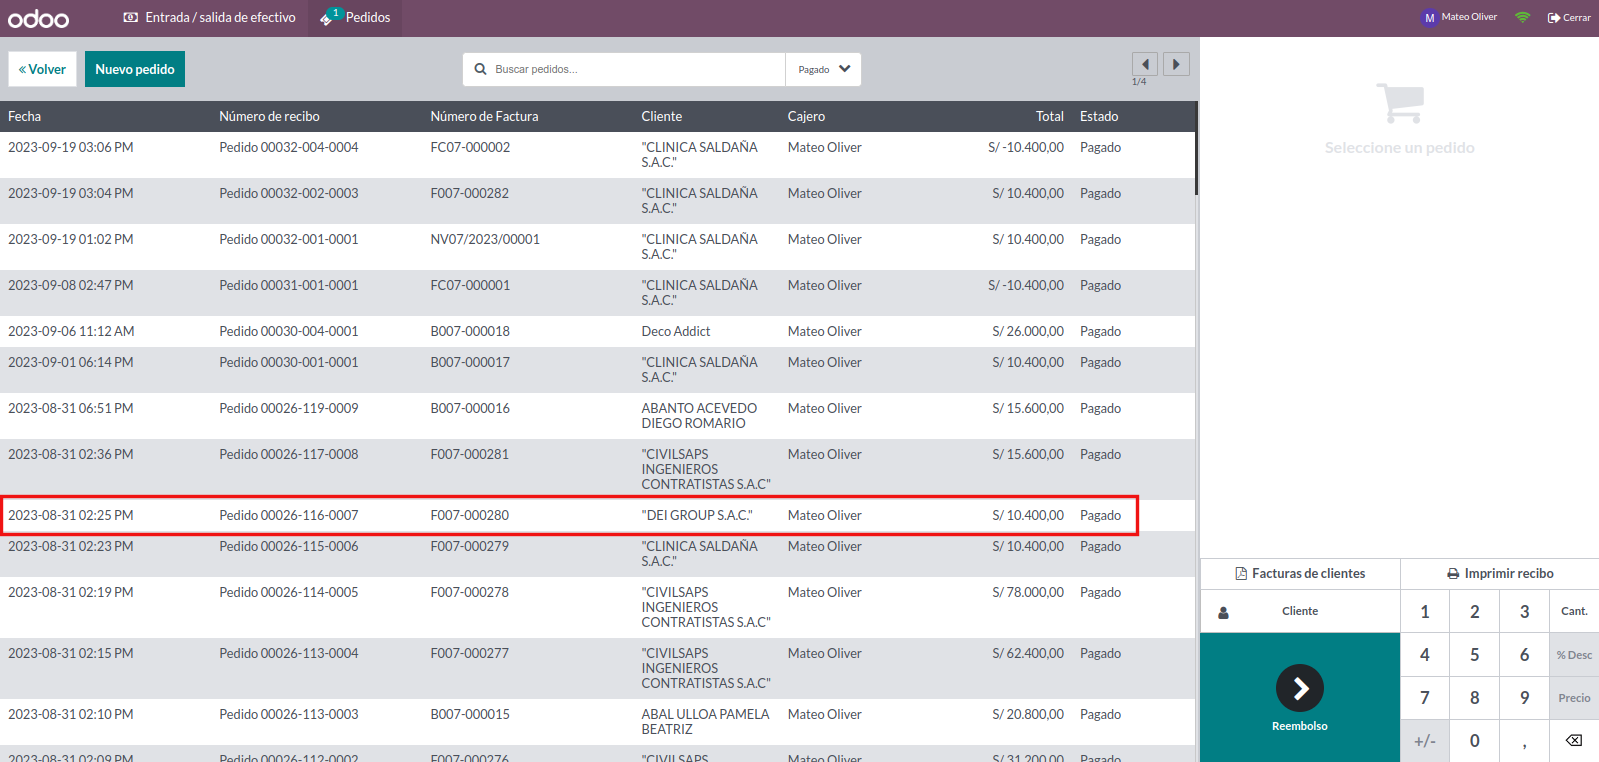 odoo Entrada / salida de efectivo 1 Pedidos M Mateo Oliver Cerrar
« Volver Nuevo pedido Buscar pedidos... Pagado
1/4
Fecha Número de recibo Número de Factura Cliente Cajero Total Estado
2023-09-19 03:06 PM Pedido 00032-004-0004 FC07-000002 "CLINICA SALDAÑA Mateo Oliver S/ -10.400,00 Pagado
S.A.C."
2023-09-19 03:04 PM Pedido 00032-002-0003 F007-000282 "CLINICA SALDAÑA Mateo Oliver S/ 10.400,00 Pagado
S.A.C."
2023-09-19 01:02 PM Pedido 00032-001-0001 NV07/2023/00001 "CLINICA SALDAÑA Mateo Oliver S/ 10.400,00 Pagado
S.A.C."
2023-09-08 02:47 PM Pedido 00031-001-0001 FC07-000001 "CLINICA SALDAÑA Mateo Oliver S/ -10.400,00 Pagado
S.A.C."
2023-09-06 11:12 AM Pedido 00030-004-0001 B007-000018 Deco Addict Mateo Oliver S/ 26.000,00 Pagado
2023-09-01 06:14 PM Pedido 00030-001-0001 B007-000017 "CLINICA SALDAÑA Mateo Oliver S/ 10.400,00 Pagado
S.A.C."
2023-08-31 06:51 PM Pedido 00026-119-0009 B007-000016 ABANTO ACEVEDO Mateo Oliver S/ 15.600,00 Pagado
DIEGO ROMARIO
2023-08-31 02:36 PM Pedido 00026-117-0008 F007-000281 "CIVILSAPS Mateo Oliver S/ 15.600,00 Pagado
INGENIEROS
CONTRATISTAS S.A.C"
2023-08-31 02:25 PM Pedido 00026-116-0007 F007-000280 "DEI GROUP S.A.C." Mateo Oliver S/ 10.400,00 Pagado
2023-08-31 02:23 PM Pedido 00026-115-0006 F007-000279 "CLINICA SALDAÑA Mateo Oliver S/ 10.400,00 Pagado
S.A.C."
2023-08-31 02:19 PM Pedido 00026-114-0005 F007-000278 "CIVILSAPS Mateo Oliver S/ 78.000,00 Pagado
INGENIEROS
CONTRATISTAS S.A.C"
2023-08-31 02:15 PM Pedido 00026-113-0004 F007-000277 "CIVILSAPS Mateo Oliver S/ 62.400,00 Pagado
INGENIEROS
CONTRATISTAS S.A.C"
2023-08-31 02:10 PM Pedido 00026-113-0003 B007-000015 ABAL ULLOA PAMELA Mateo Oliver S/ 20.800,00 Pagado
BEATRIZ
2023-08-31 02:09 PM Pedido 00026-112-0002 F007-000276 "CIVILSAPS Mateo Oliver S/ 31.200,00 Pagado
Seleccione un pedido
Facturas de clientes Imprimir recibo
Cliente
Reembolso
1 2 3 Cant.
4 5 6 % Desc
7 8 9 Precio
+/- 0 ,